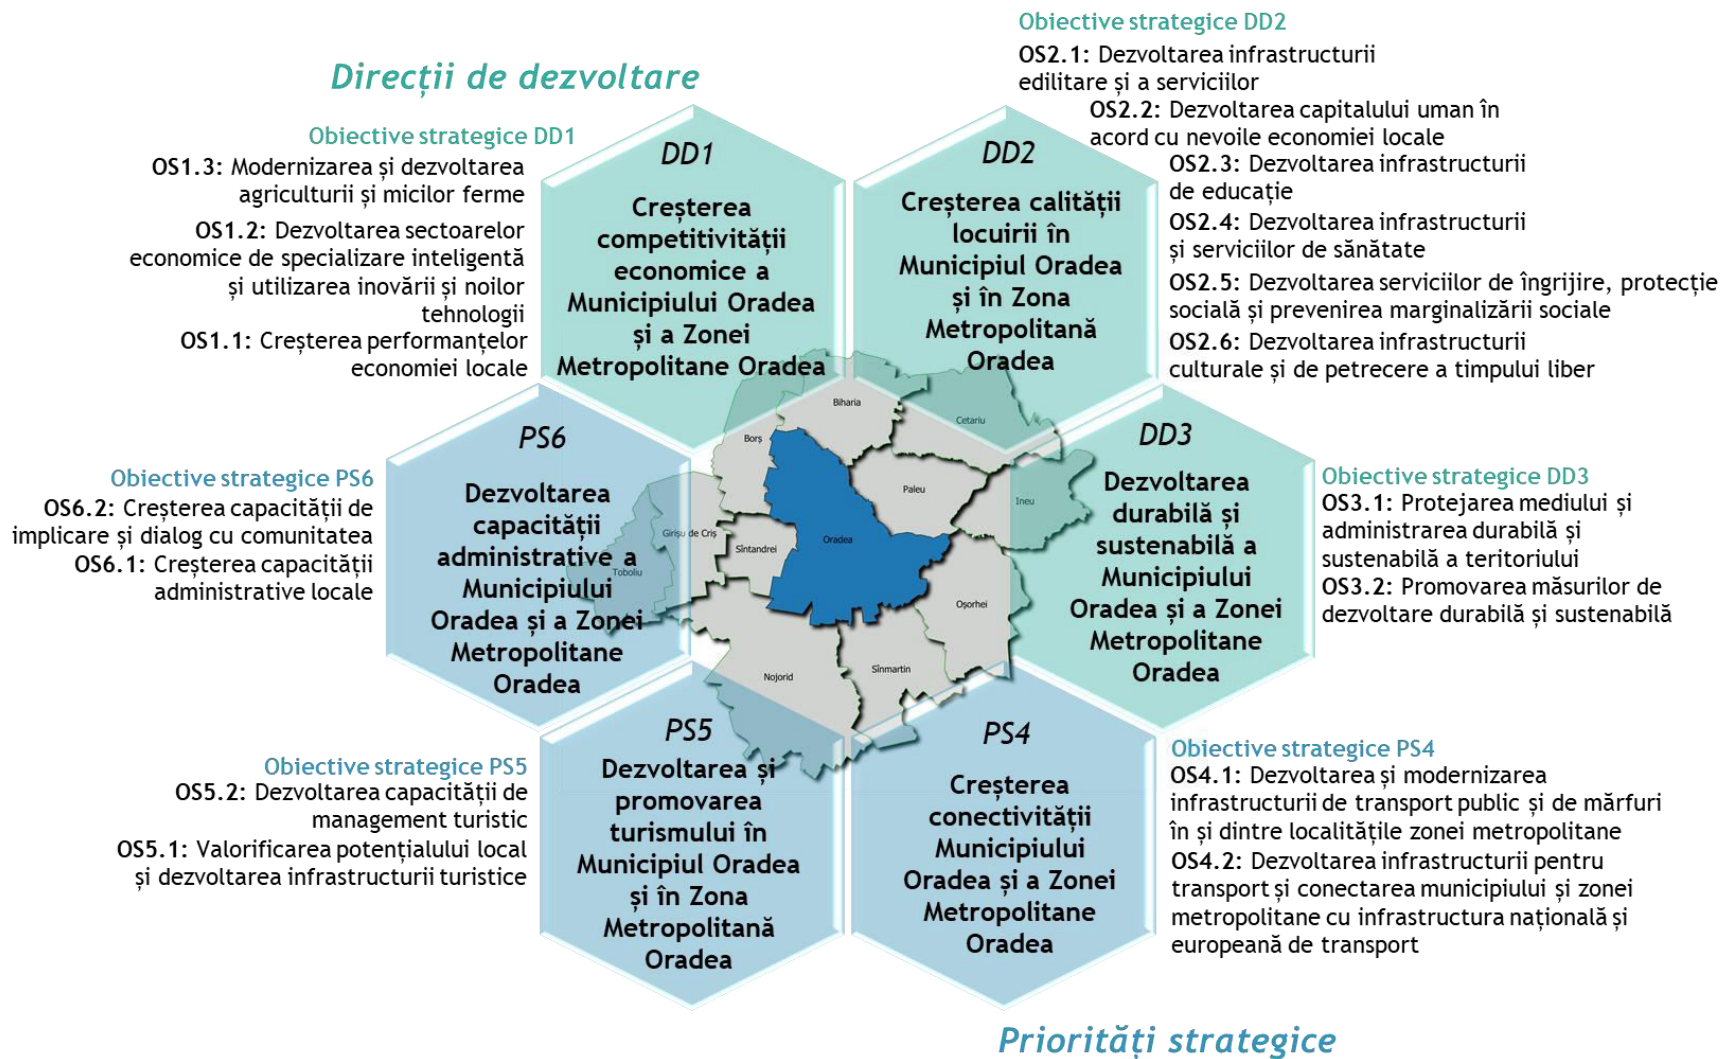 Direcții de dezvoltare
Obiective strategice DD1
OS1.3: Modernizarea și dezvoltarea
agriculturii și micilor ferme
OS1.2: Dezvoltarea sectoarelor
economice de specializare inteligentă
și utilizarea inovării și noilor
tehnologii
OS1.1: Creșterea performanțelor
economiei locale
DD1
Creșterea
competitivității
economice a
Municipiului Oradea
și a Zonei
Metropolitane Oradea
Obiective strategice DD2
OS2.1: Dezvoltarea infrastructurii
edilitare și a serviciilor
OS2.2: Dezvoltarea capitalului uman în
acord cu nevoile economiei locale
OS2.3: Dezvoltarea infrastructurii
de educație
OS2.4: Dezvoltarea infrastructurii
și serviciilor de sănătate
OS2.5: Dezvoltarea serviciilor de îngrijire, protecție
socială și prevenirea marginalizării sociale
OS2.6: Dezvoltarea infrastructurii
culturale și de petrecere a timpului liber
DD2
Creșterea calității
locuirii în
Municipiul Oradea
și în Zona
Metropolitană
Oradea
DD3
Dezvoltarea
durabilă și
sustenabilă a
Municipiului
Oradea și a Zonei
Metropolitane
Oradea
Obiective strategice DD3
OS3.1: Protejarea mediului și
administrarea durabilă și
sustenabilă a teritoriului
OS3.2: Promovarea măsurilor de
dezvoltare durabilă și sustenabilă
Obiective strategice PS6
OS6.2: Creșterea capacității de
implicare și dialog cu comunitatea
OS6.1: Creșterea capacității
administrative locale
PS6
Dezvoltarea
capacității
administrative a
Municipiului
Oradea și a Zonei
Metropolitane
Oradea
Biharia
Cetariu
Borș
Paleu
Ineu
Girișu de Criș
Sîntandrei
Oradea
Toboliu
Oșorhei
Nojorid
Sînmartin
Obiective strategice PS5
OS5.2: Dezvoltarea capacității de
management turistic
OS5.1: Valorificarea potențialului local
și dezvoltarea infrastructurii turistice
PS5
Dezvoltarea și
promovarea
turismului în
Municipiul Oradea
și în Zona
Metropolitană
Oradea
PS4
Creșterea
conectivității
Municipiului
Oradea și a Zonei
Metropolitane
Oradea
Obiective strategice PS4
OS4.1: Dezvoltarea și modernizarea
infrastructurii de transport public și de mărfuri
în și dintre localitățile zonei metropolitane
OS4.2: Dezvoltarea infrastructurii pentru
transport și conectarea municipiului și zonei
metropolitane cu infrastructura națională și
europeană de transport
Priorități strategice